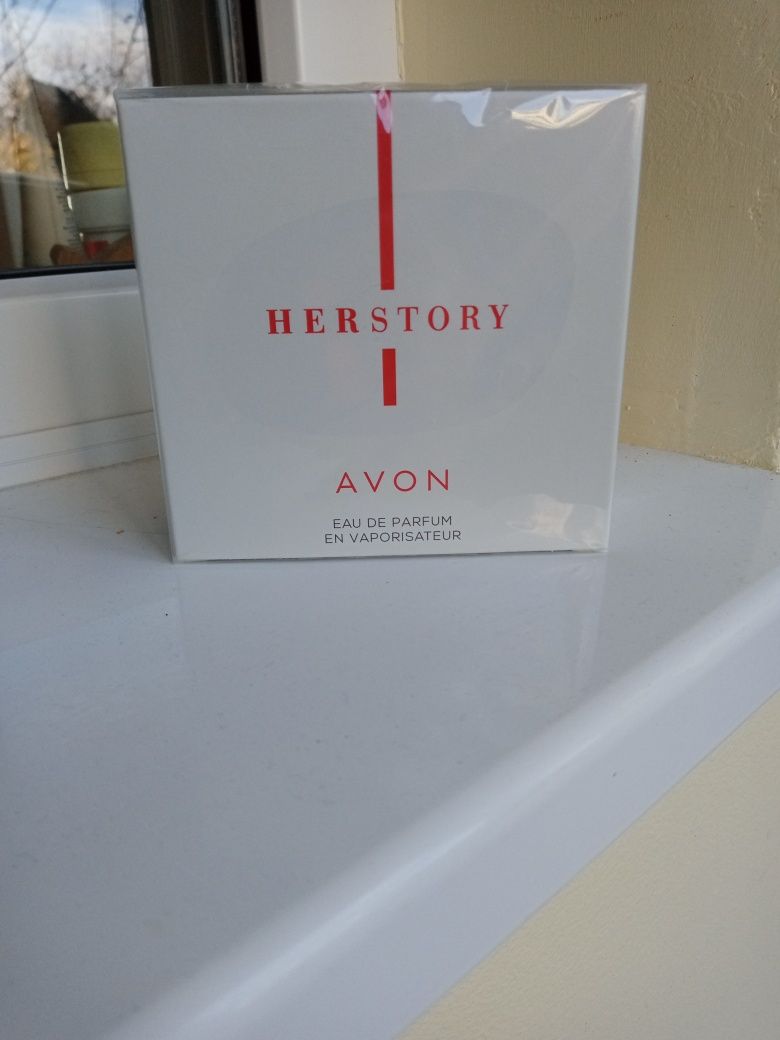 HERSTORY
AVON
EAU DE PARFUM
EN VAPORISATEUR